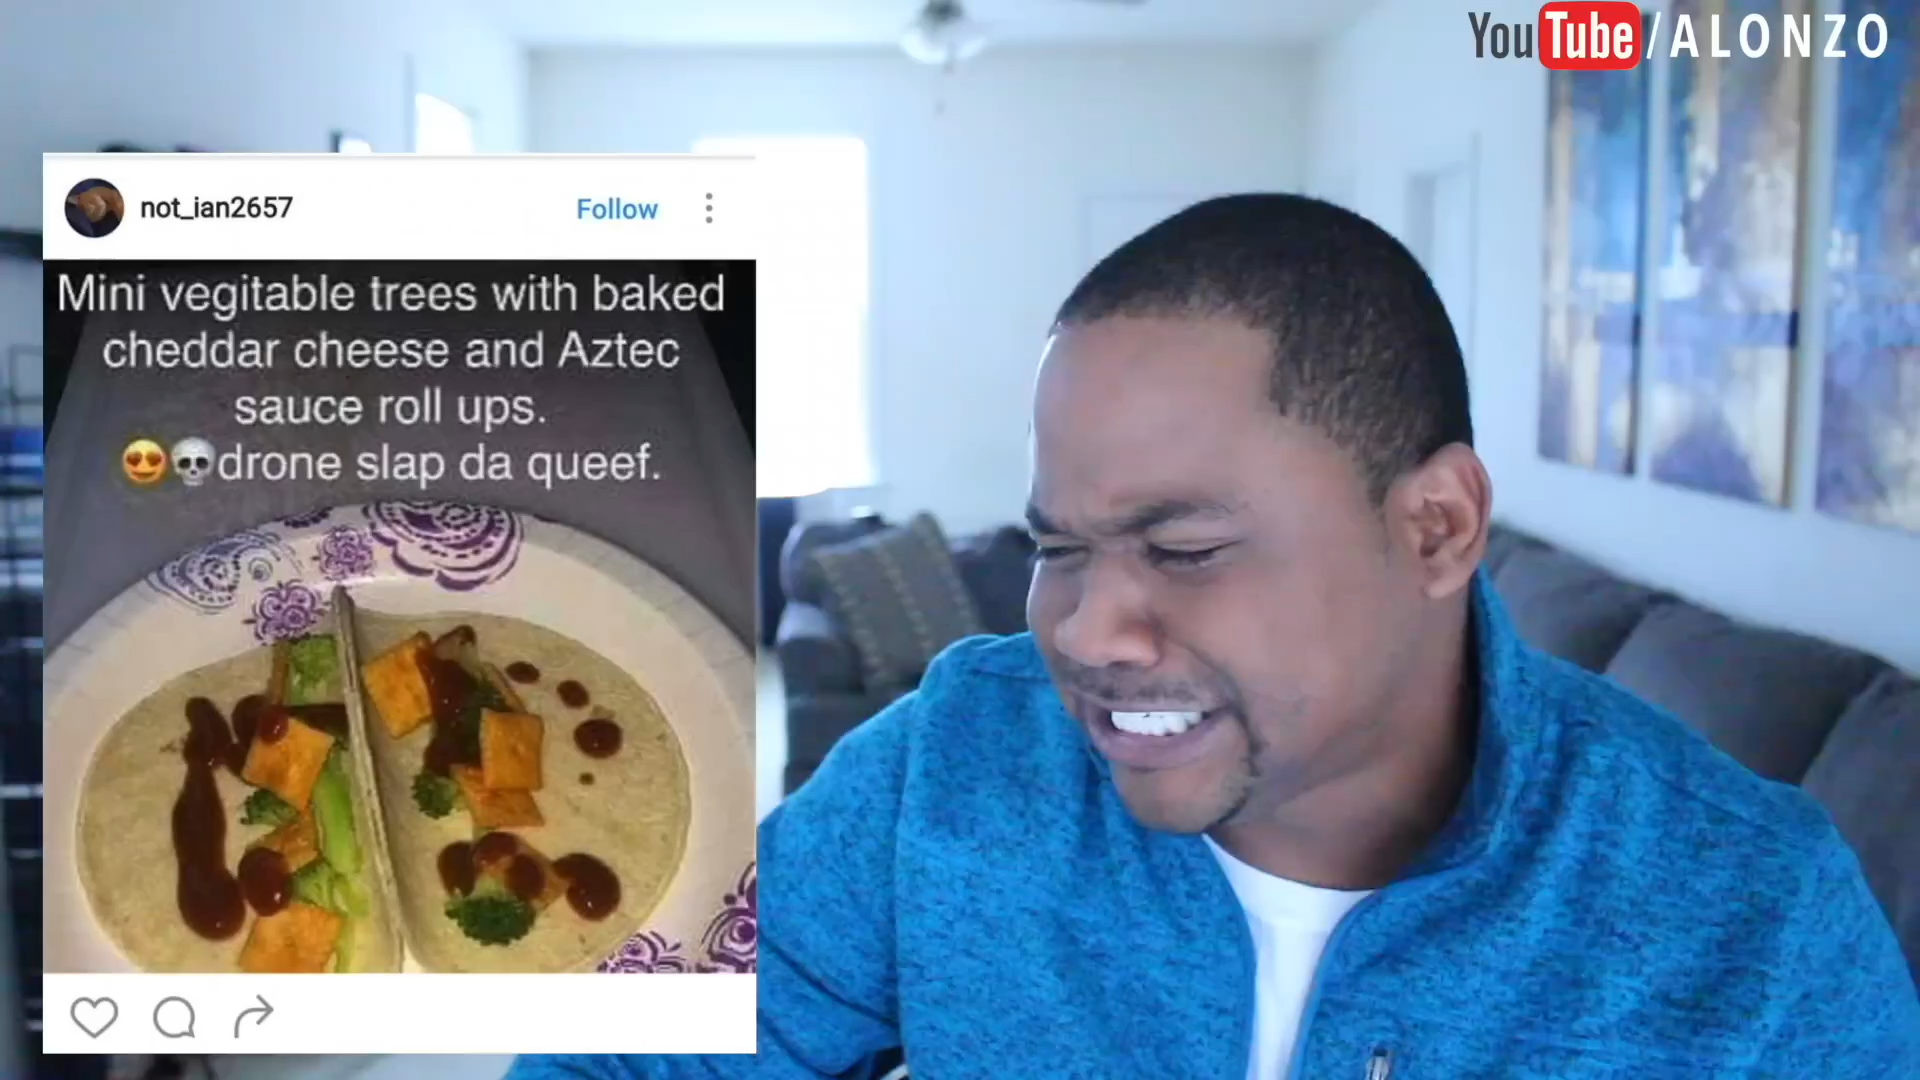 YouTube/ALONZO
not_ian2657
Follow
Mini vegitable trees with baked
cheddar cheese and Aztec
sauce roll ups.
😍💀drone slap da queef.